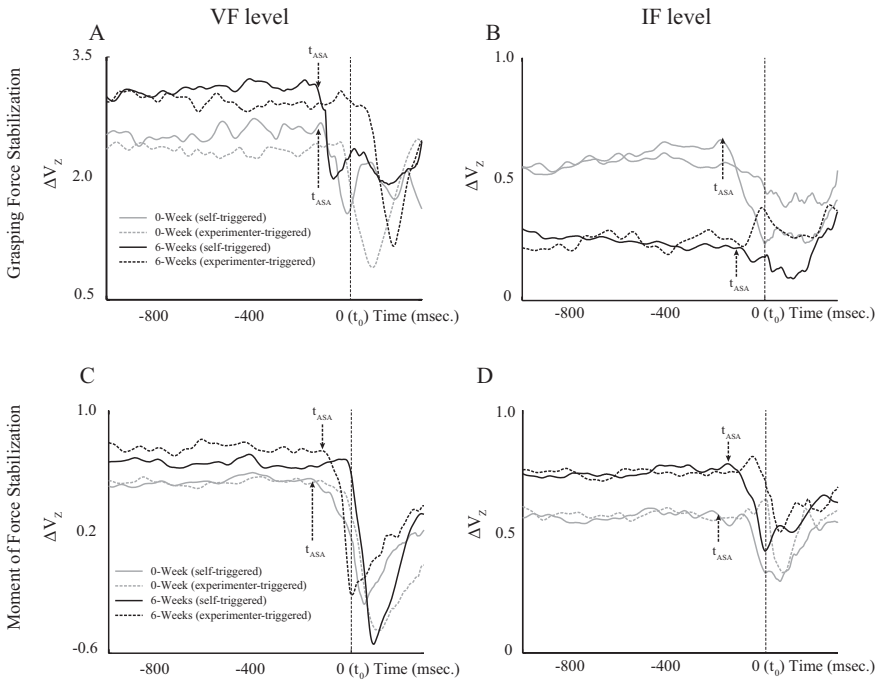 VF level
IF level
A
B
Grasping Force Stabilization
ΔV_Z
3.5
2.0
0.5
t_ASA
t_ASA
0-Week (self-triggered)
0-Week (experimenter-triggered)
6-Weeks (self-triggered)
6-Weeks (experimenter-triggered)
-800
-400
0 (t_0) Time (msec.)
ΔV_Z
1.0
0.5
0
t_ASA
t_ASA
-800
-400
0 (t_0) Time (msec.)
C
D
Moment of Force Stabilization
ΔV_Z
1.0
0.2
-0.6
t_ASA
t_ASA
0-Week (self-triggered)
0-Week (experimenter-triggered)
6-Weeks (self-triggered)
6-Weeks (experimenter-triggered)
-800
-400
0 (t_0) Time (msec.)
ΔV_Z
1.0
0.5
0
t_ASA
t_ASA
-800
-400
0 (t_0) Time (msec.)